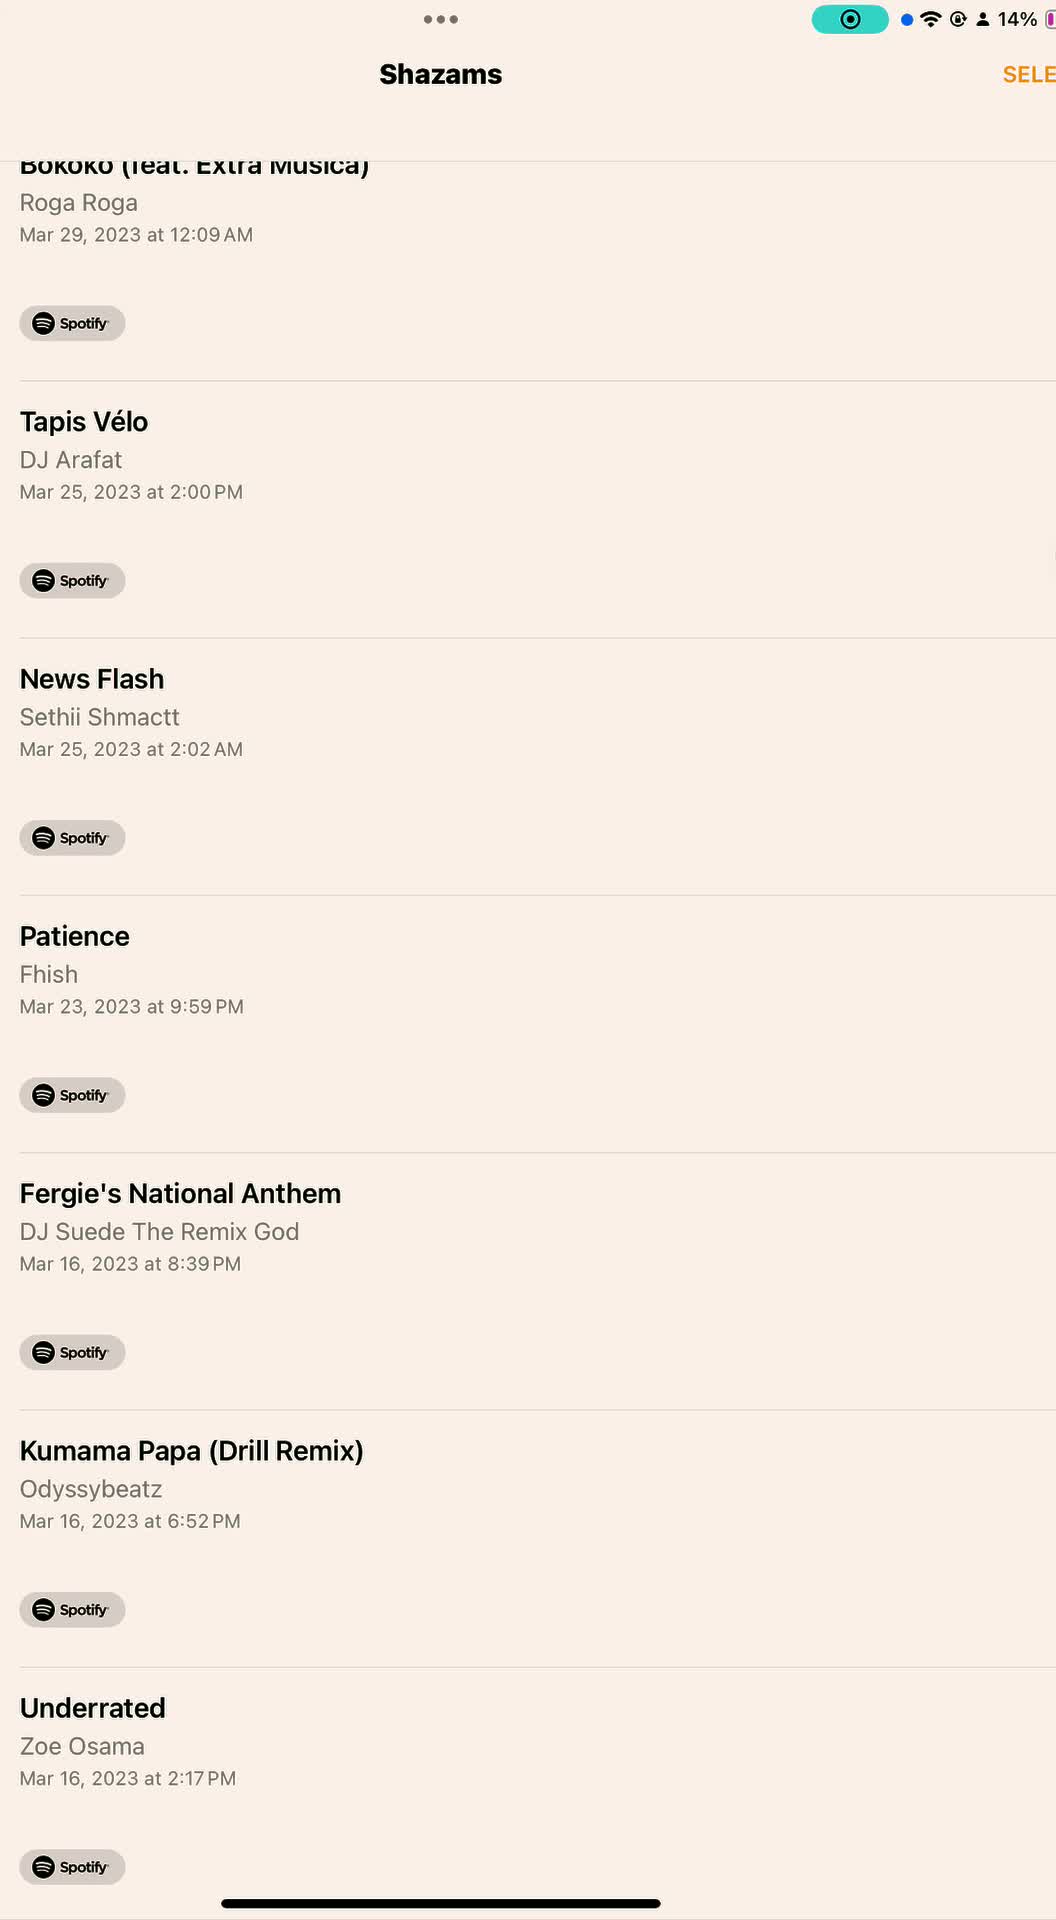 14%
Shazams
SELE
Bokoko (feat. Extra Musica)
Roga Roga
Mar 29, 2023 at 12:09 AM
Spotify
Tapis Vélo
DJ Arafat
Mar 25, 2023 at 2:00 PM
Spotify
News Flash
Sethii Shmactt
Mar 25, 2023 at 2:02 AM
Spotify
Patience
Fhish
Mar 23, 2023 at 9:59 PM
Spotify
Fergie's National Anthem
DJ Suede The Remix God
Mar 16, 2023 at 8:39 PM
Spotify
Kumama Papa (Drill Remix)
Odyssybeatz
Mar 16, 2023 at 6:52 PM
Spotify
Underrated
Zoe Osama
Mar 16, 2023 at 2:17 PM
Spotify